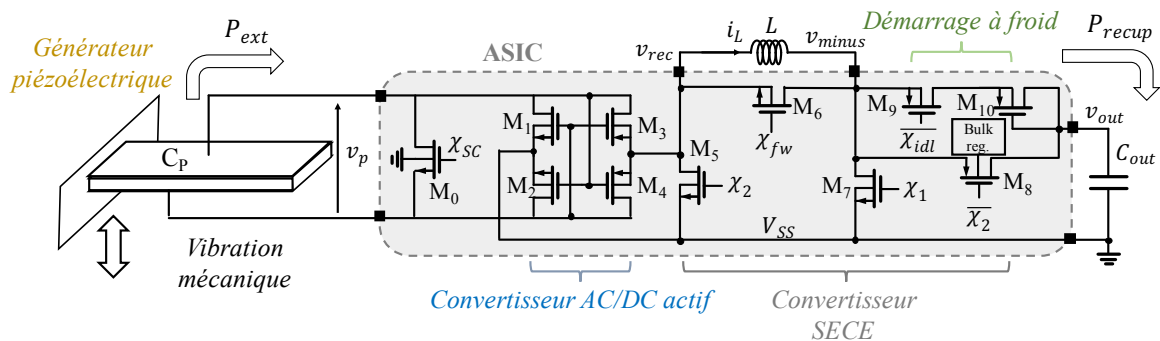 Générateur
piézoélectrique
P_ext
ASIC
v_rec
i_L
L
v_minus
Démarrage à froid
P_recup
C_P
v_p
χ_SC
M_0
M_1
M_2
M_3
M_4
M_5
χ_2
M_6
χ_fw
M_7
χ_1
M_9
χ_idl
M_10
Bulk
reg.
M_8
χ_2
v_out
C_out
V_SS
Vibration
mécanique
Convertisseur AC/DC actif
Convertisseur
SECE